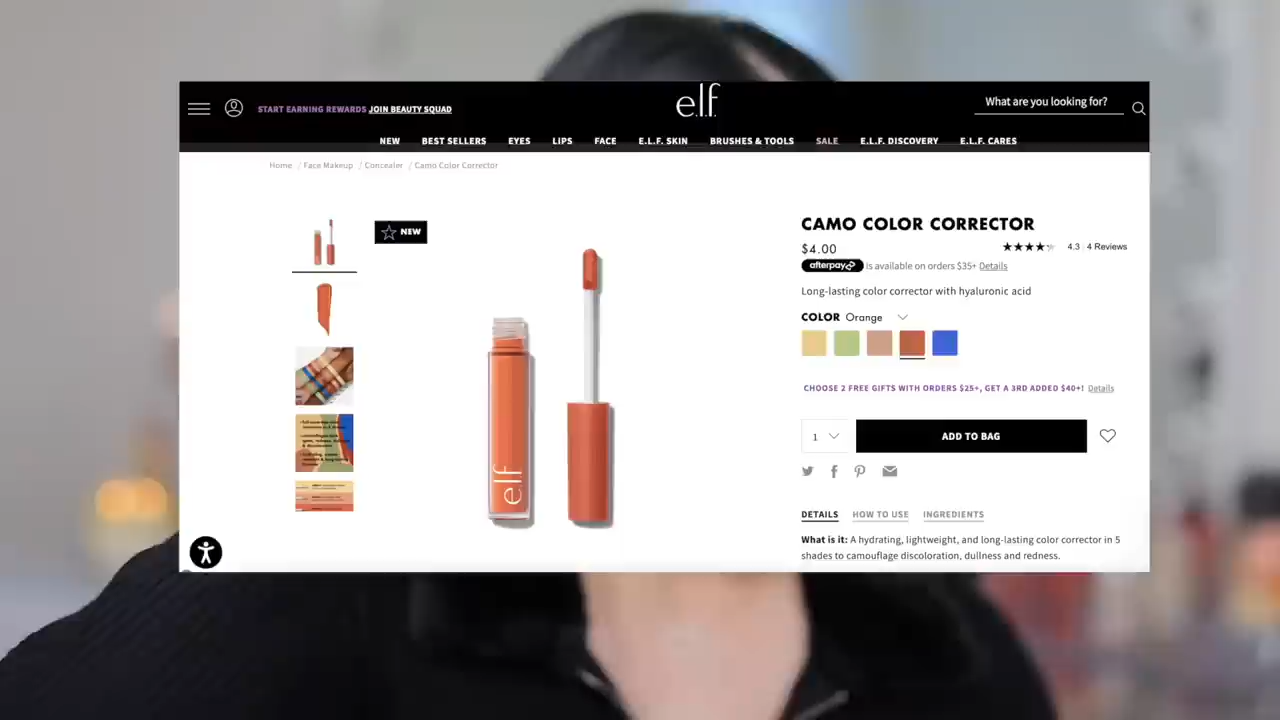 START EARNING REWARDS JOIN BEAUTY SQUAD
e.l.f.
What are you looking for?
NEW BEST SELLERS EYES LIPS FACE E.L.F. SKIN BRUSHES & TOOLS SALE E.L.F. DISCOVERY E.L.F. CARES
Home / Face Makeup / Concealer / Camo Color Corrector
NEW
e.l.f.
CAMO COLOR CORRECTOR
$4.00
4.3 4 Reviews
afterpay is available on orders $35+ Details
Long-lasting color corrector with hyaluronic acid
COLOR Orange
CHOOSE 2 FREE GIFTS WITH ORDERS $25+, GET A 3RD ADDED $40+! Details
1
ADD TO BAG
DETAILS HOW TO USE INGREDIENTS
What is it: A hydrating, lightweight, and long-lasting color corrector in 5
shades to camouflage discoloration, dullness and redness.